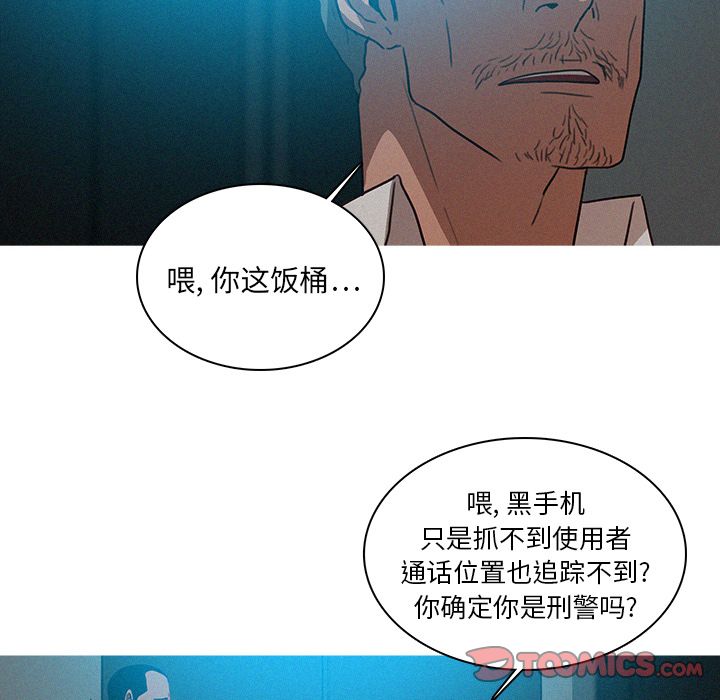 喂, 你这饭桶...
喂, 黑手机
只是抓不到使用者
通话位置也追踪不到?
你确定你是刑警吗?
TOOMICS.COM